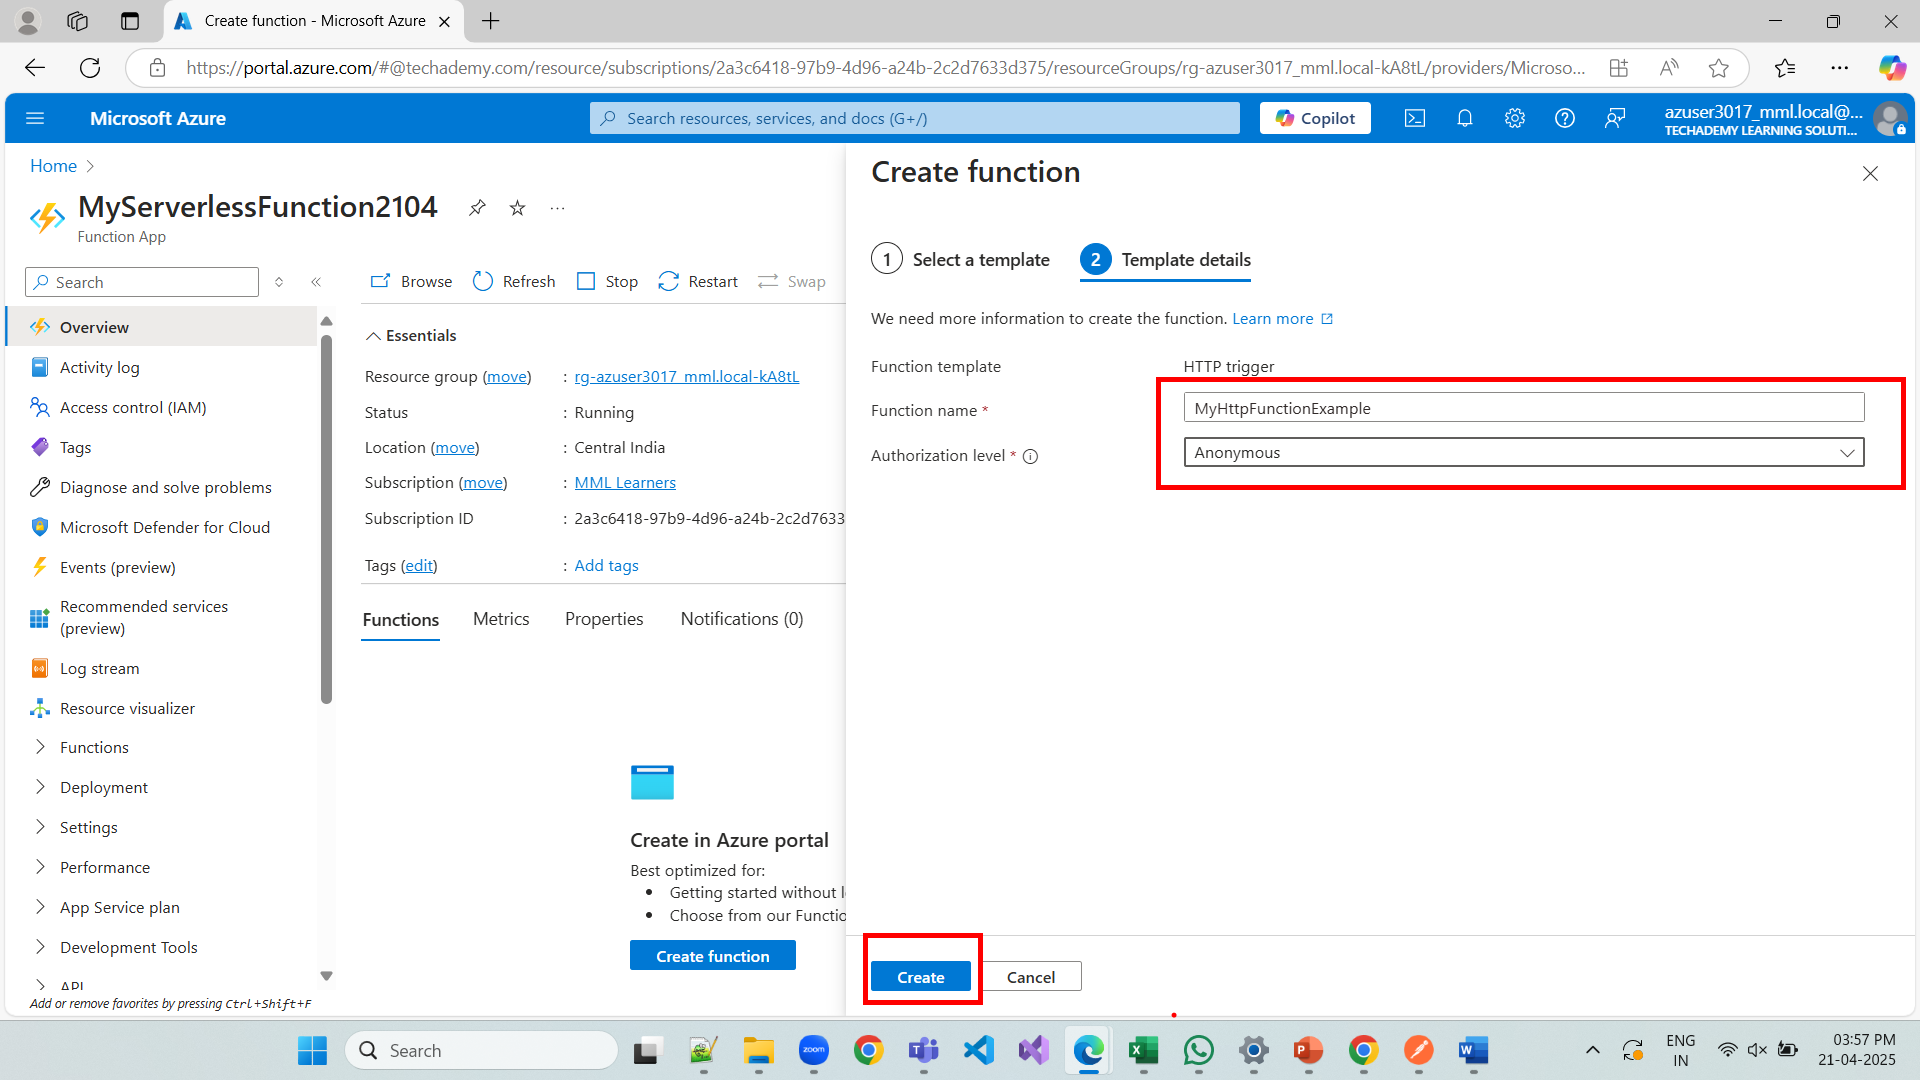 Create function - Microsoft Azure
https://portal.azure.com/#@techademy.com/resource/subscriptions/2a3c6418-97b9-4d96-a24b-2c2d7633d375/resourceGroups/rg-azuser3017_mml.local-kA8tL/providers/Microso...
Microsoft Azure
Search resources, services, and docs (G+/)
Copilot
azuser3017_mml.local@...
TECHADEMY LEARNING SOLUTI...
Home
MyServerlessFunction2104
Function App
Search
Overview
Activity log
Access control (IAM)
Tags
Diagnose and solve problems
Microsoft Defender for Cloud
Events (preview)
Recommended services
(preview)
Log stream
Resource visualizer
Functions
Deployment
Settings
Performance
App Service plan
Development Tools
API
Add or remove favorites by pressing Ctrl+Shift+F
Browse Refresh Stop Restart Swap
Essentials
Resource group (move) : rg-azuser3017_mml.local-kA8tL
Status : Running
Location (move) : Central India
Subscription (move) : MML Learners
Subscription ID : 2a3c6418-97b9-4d96-a24b-2c2d7633
Tags (edit) : Add tags
Functions Metrics Properties Notifications (0)
Create in Azure portal
Best optimized for:
• Getting started without l
• Choose from our Functio
Create function
Create function
1 Select a template 2 Template details
We need more information to create the function. Learn more
Function template HTTP trigger
Function name * MyHttpFunctionExample
Authorization level * Anonymous
Create Cancel
Search
zoom
ENG
IN
03:57 PM
21-04-2025